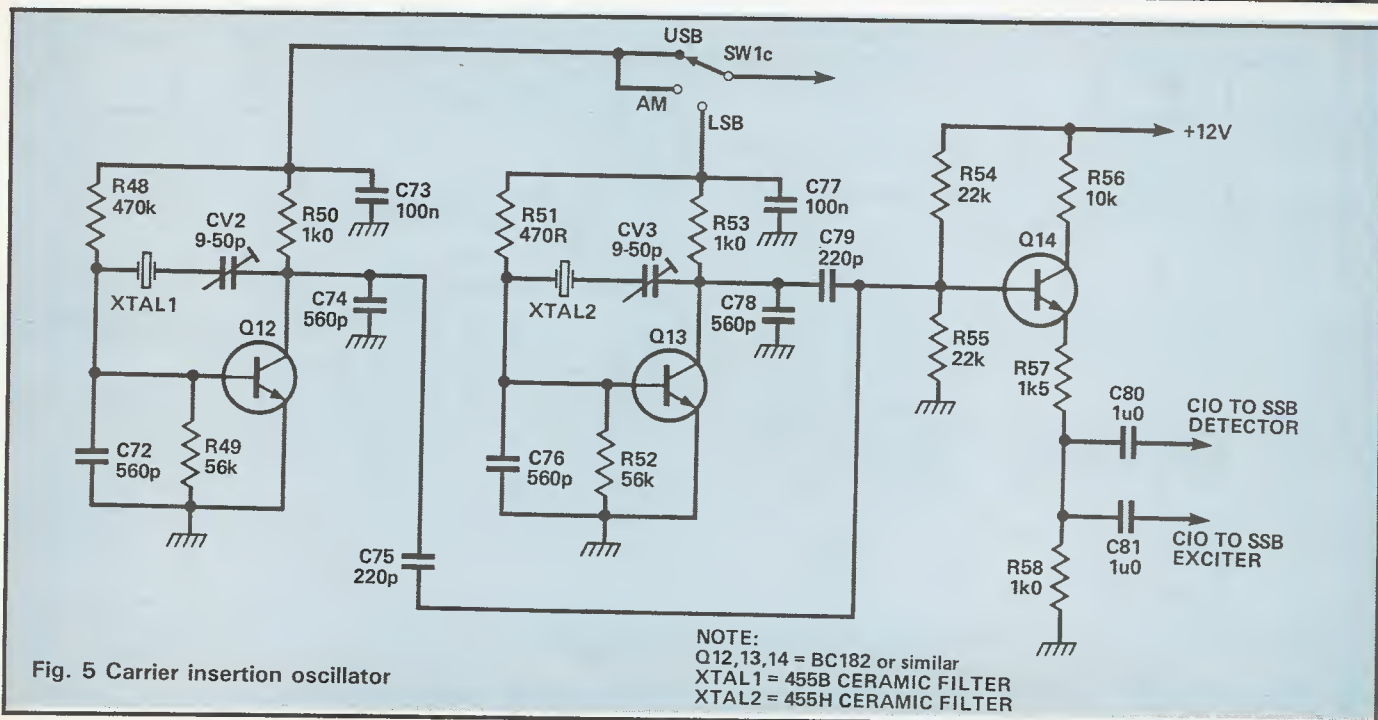 USB
SW1c
AM
LSB
+12V
R48
470k
CV2
9-50p
R50
1k0
C73
100n
XTAL1
C74
560p
Q12
C72
560p
R49
56k
C75
220p
R51
470R
CV3
9-50p
R53
1k0
C77
100n
C79
220p
XTAL2
C78
560p
Q13
C76
560p
R52
56k
R54
22k
R56
10k
Q14
R55
22k
R57
1k5
C80
1u0
CIO TO SSB
DETECTOR
C81
1u0
CIO TO SSB
EXCITER
R58
1k0
NOTE:
Q12,13,14 = BC182 or similar
XTAL1 = 455B CERAMIC FILTER
XTAL2 = 455H CERAMIC FILTER
Fig. 5 Carrier insertion oscillator